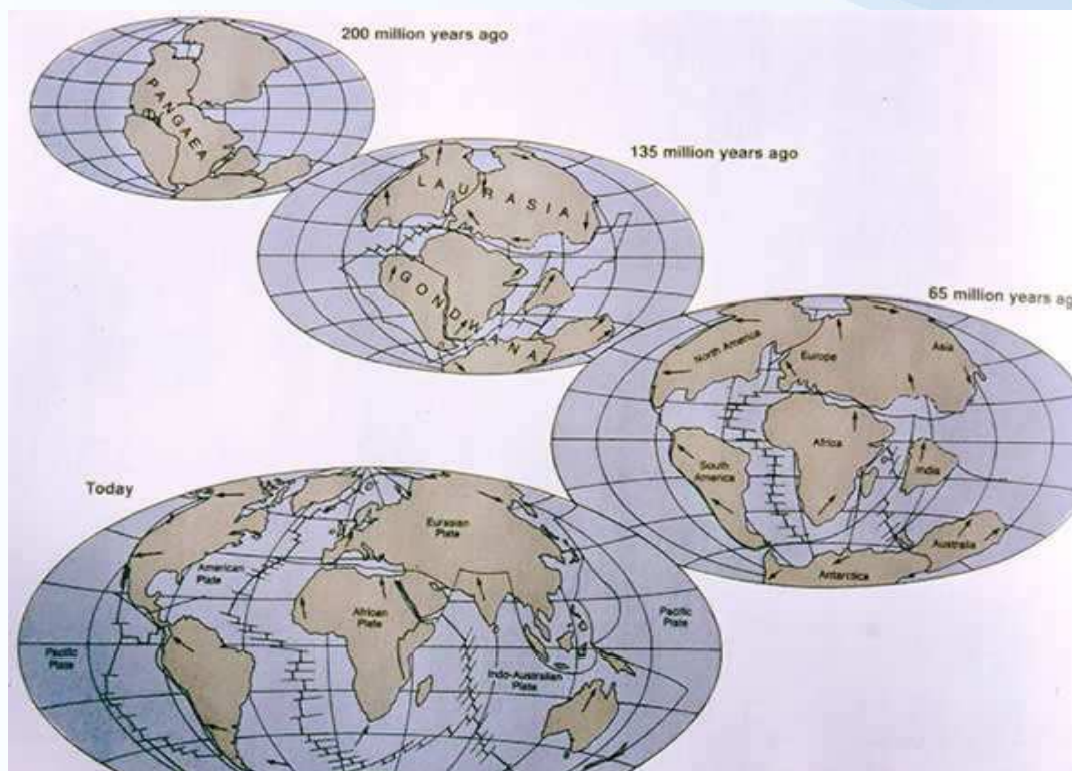 200 million years ago
PANGAEA
135 million years ago
LAURASIA
GONDWANA
65 million years ago
North America
Europe
Asia
Africa
South
America
India
Australia
Antarctica
Today
Eurasian
Plate
American
Plate
African
Plate
Pacific
Plate
Pacific
Plate
Indo-Australian
Plate